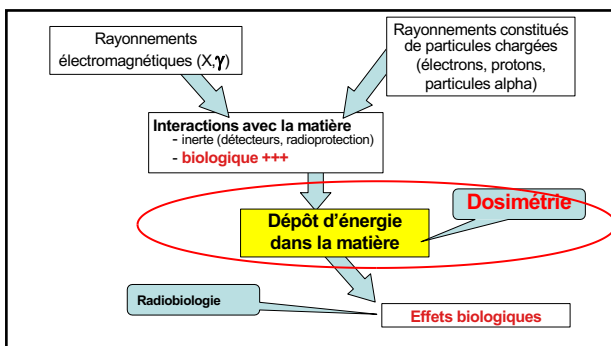 Rayonnements
électromagnétiques (X,γ)
Rayonnements constitués
de particules chargées
(électrons, protons,
particules alpha)
Interactions avec la matière
- inerte (détecteurs, radioprotection)
- biologique +++
Dosimétrie
Dépôt d'énergie
dans la matière
Radiobiologie
Effets biologiques